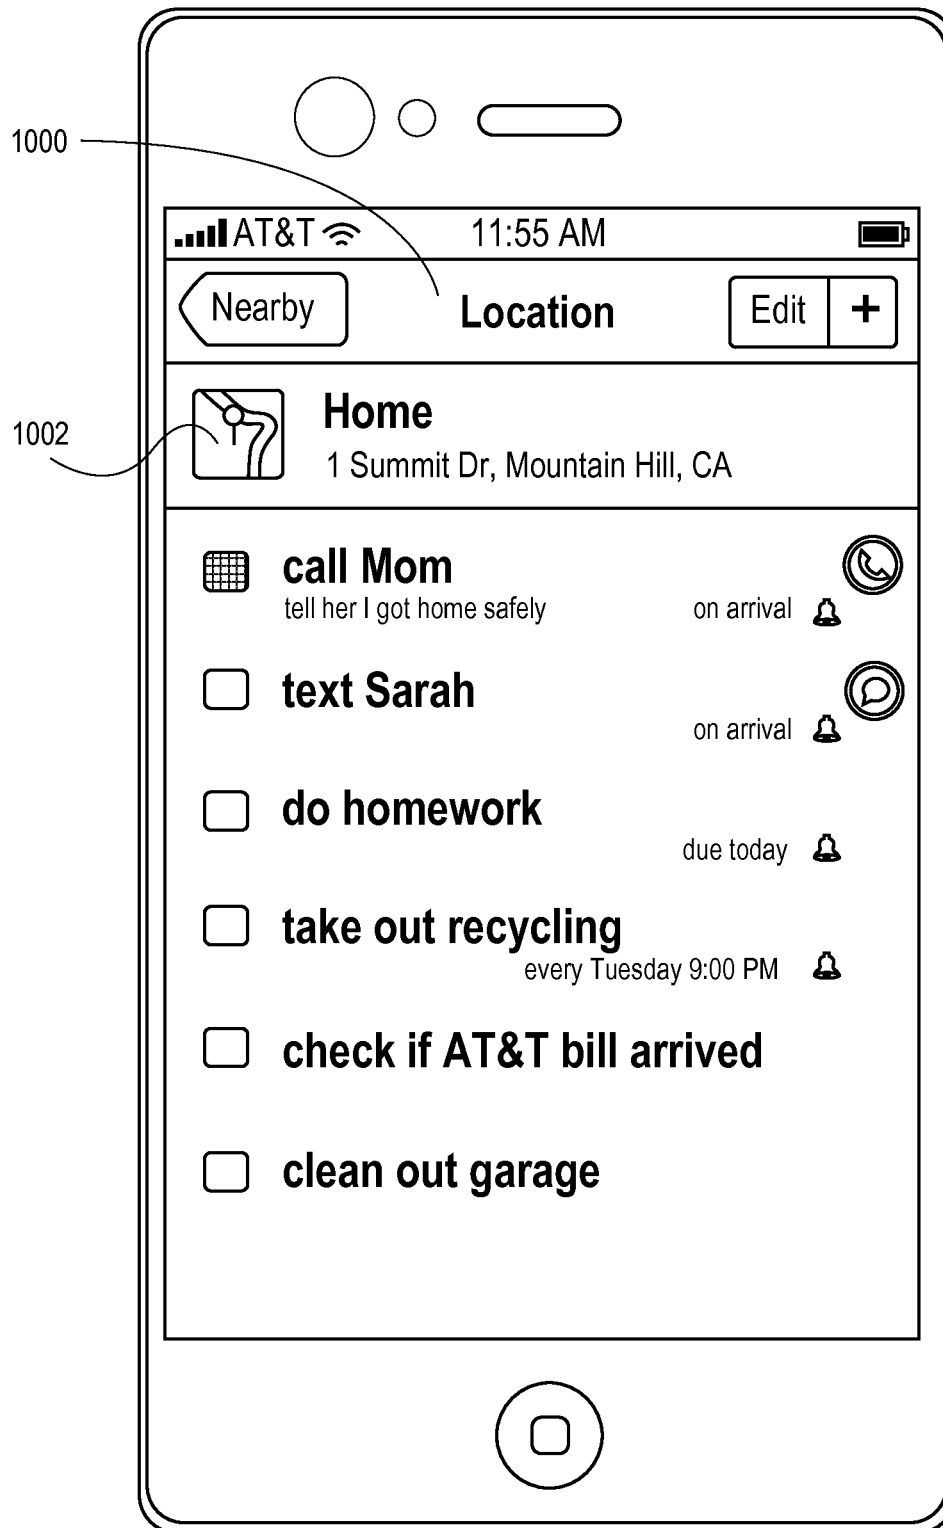 1000
AT&T 11:55 AM
Nearby Location Edit +
1002
Home
1 Summit Dr, Mountain Hill, CA
call Mom
tell her I got home safely on arrival
text Sarah
on arrival
do homework
due today
take out recycling
every Tuesday 9:00 PM
check if AT&T bill arrived
clean out garage